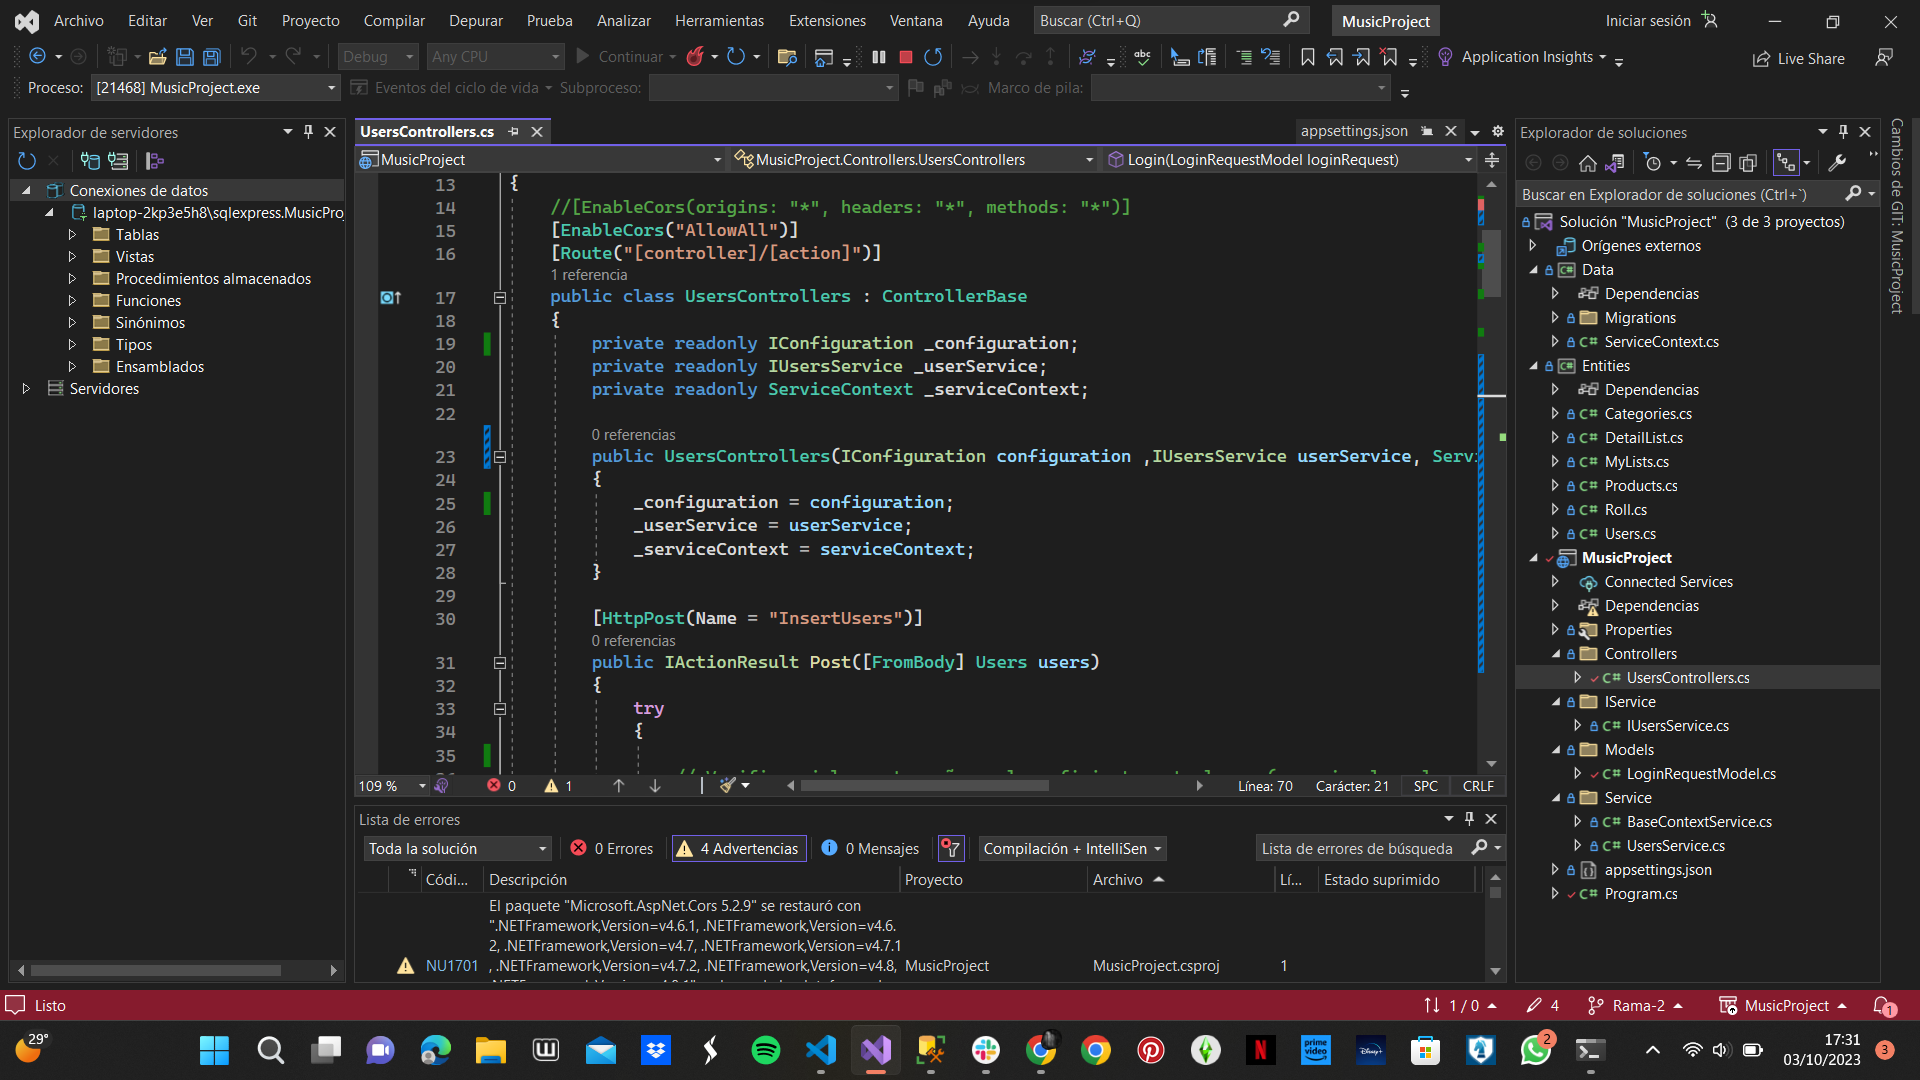 Archivo Editar Ver Git Proyecto Compilar Depurar Prueba Analizar Herramientas Extensiones Ventana Ayuda Buscar (Ctrl+Q) MusicProject Iniciar sesión
Debug Any CPU Continuar Application Insights Live Share
Proceso: [21468] MusicProject.exe Eventos del ciclo de vida Subproceso: Marco de pila:
Explorador de servidores
Conexiones de datos
laptop-2kp3e5h8\sqlexpress.MusicPro
Tablas
Vistas
Procedimientos almacenados
Funciones
Sinónimos
Tipos
Ensamblados
Servidores
UsersControllers.cs appsettings.json
MusicProject MusicProject.Controllers.UsersControllers Login(LoginRequestModel loginRequest)
13 {
14 //[EnableCors(origins: "*", headers: "*", methods: "*")]
15 [EnableCors("AllowAll")]
16 [Route("[controller]/[action]")]
1 referencia
17 public class UsersControllers : ControllerBase
18 {
19 private readonly IConfiguration _configuration;
20 private readonly IUsersService _userService;
21 private readonly ServiceContext _serviceContext;
22
0 referencias
23 public UsersControllers(IConfiguration configuration ,IUsersService userService, Servi
24 {
25 _configuration = configuration;
26 _userService = userService;
27 _serviceContext = serviceContext;
28 }
29
30 [HttpPost(Name = "InsertUsers")]
0 referencias
31 public IActionResult Post([FromBody] Users users)
32 {
33 try
34 {
35
109 % 0 1 Línea: 70 Carácter: 21 SPC CRLF
Lista de errores
Toda la solución 0 Errores 4 Advertencias 0 Mensajes Compilación + IntelliSen Lista de errores de búsqueda
Códi... Descripción Proyecto Archivo Lí... Estado suprimido
El paquete "Microsoft.AspNet.Cors 5.2.9" se restauró con
".NETFramework,Version=v4.6.1, .NETFramework,Version=v4.6.
2, .NETFramework,Version=v4.7, .NETFramework,Version=v4.7.1
NU1701 , .NETFramework,Version=v4.7.2, .NETFramework,Version=v4.8, MusicProject MusicProject.csproj 1
Explorador de soluciones
Buscar en Explorador de soluciones (Ctrl+`)
Solución "MusicProject" (3 de 3 proyectos)
Orígenes externos
Data
Dependencias
Migrations
ServiceContext.cs
Entities
Dependencias
Categories.cs
DetailList.cs
MyLists.cs
Products.cs
Roll.cs
Users.cs
MusicProject
Connected Services
Dependencias
Properties
Controllers
UsersControllers.cs
IService
IUsersService.cs
Models
LoginRequestModel.cs
Service
BaseContextService.cs
UsersService.cs
appsettings.json
Program.cs
Cambios de GIT: MusicProject
Listo 1 / 0 4 Rama-2 MusicProject 1
29° 2 17:31
03/10/2023 3